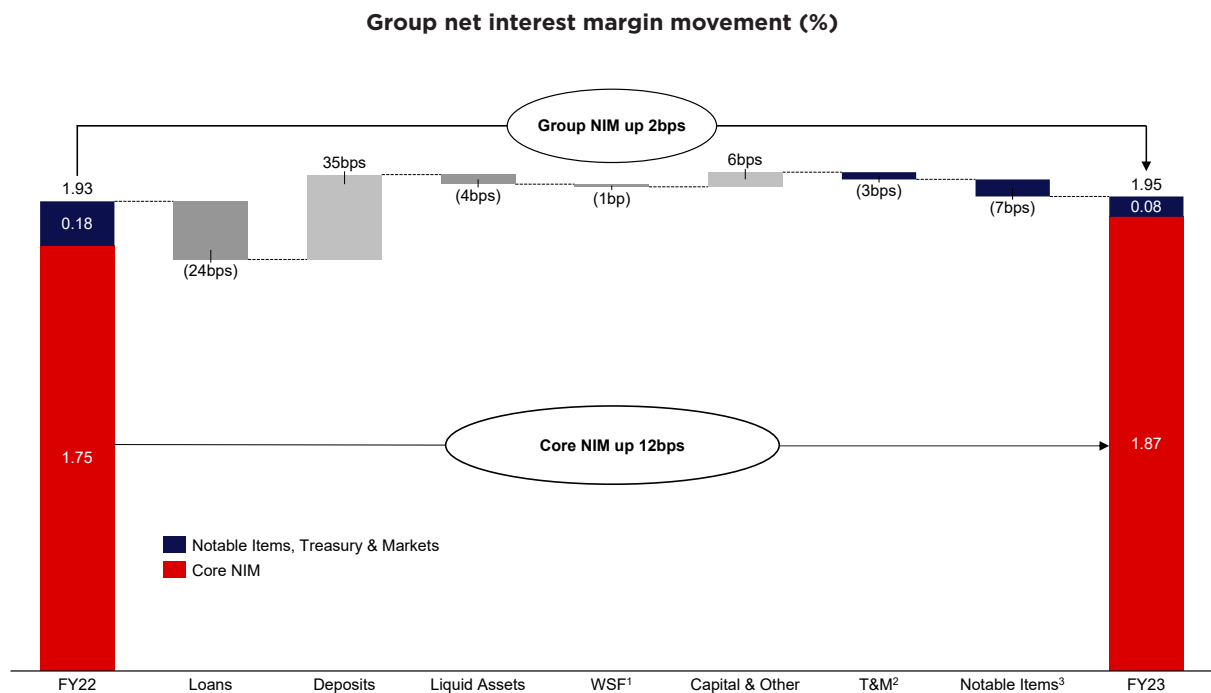 Group net interest margin movement (%)
Group NIM up 2bps
35bps
6bps
1.93
(4bps)
(1bp)
(3bps)
(7bps)
1.95
0.18
0.08
(24bps)
Core NIM up 12bps
1.75
1.87
Notable Items, Treasury & Markets
Core NIM
FY22 Loans Deposits Liquid Assets WSF¹ Capital & Other T&M² Notable Items³ FY23